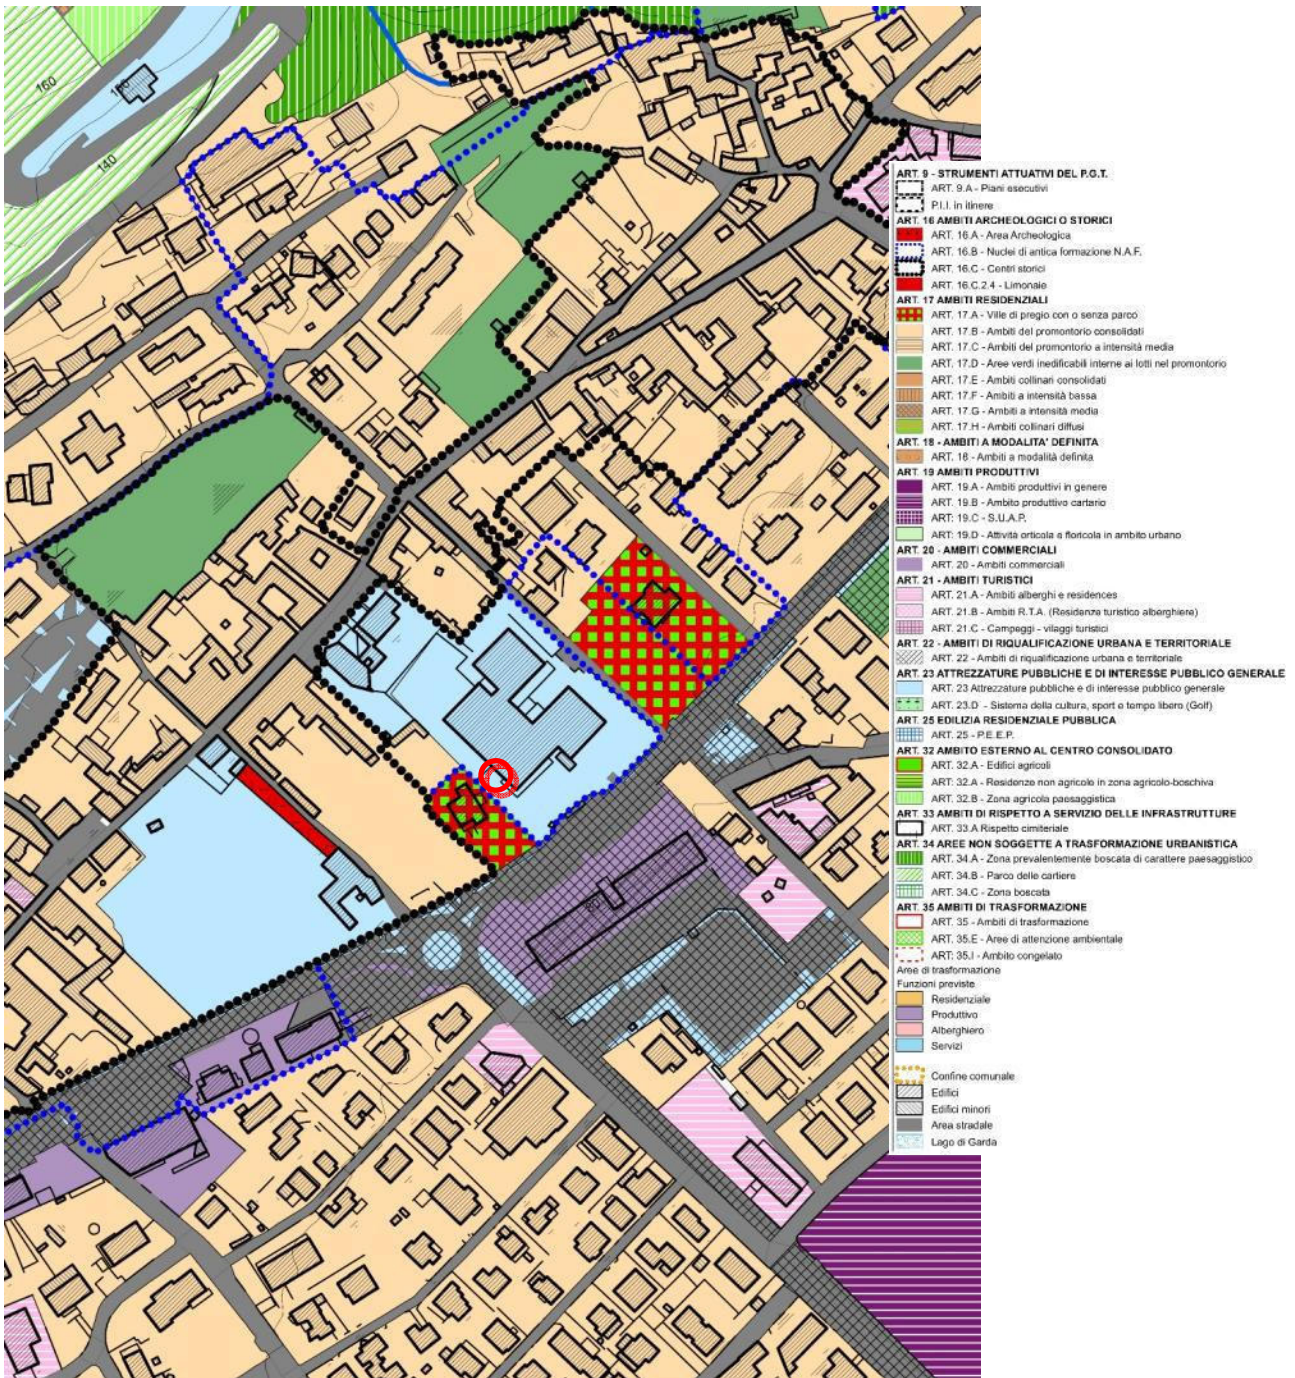 160
160
140
80
ART. 9 - STRUMENTI ATTUATIVI DEL P.G.T.
ART. 9.A - Piani esecutivi
P.I.I. in itinere
ART. 16 AMBITI ARCHEOLOGICI O STORICI
ART. 16.A - Area Archeologica
ART. 16.B - Nuclei di antica formazione N.A.F.
ART. 16.C - Centri storici
ART. 16.C.2.4 - Limonaie
ART. 17 AMBITI RESIDENZIALI
ART. 17.A - Ville di pregio con o senza parco
ART. 17.B - Ambiti del promontorio consolidati
ART. 17.C - Ambiti del promontorio a intensità media
ART. 17.D - Aree verdi inedificabili interne ai lotti nel promontorio
ART. 17.E - Ambiti collinari consolidati
ART. 17.F - Ambiti a intensità bassa
ART. 17.G - Ambiti a intensità media
ART. 17.H - Ambiti collinari diffusi
ART. 18 - AMBITI A MODALITA' DEFINITA
ART. 18 - Ambiti a modalità definita
ART. 19 AMBITI PRODUTTIVI
ART. 19.A - Ambiti produttivi in genere
ART. 19.B - Ambito produttivo cartario
ART: 19.C - S.U.A.P.
ART: 19.D - Attività orticola e floricola in ambito urbano
ART. 20 - AMBITI COMMERCIALI
ART. 20 - Ambiti commerciali
ART. 21 - AMBITI TURISTICI
ART. 21.A - Ambiti alberghi e residences
ART. 21.B - Ambiti R.T.A. (Residenze turistico alberghiere)
ART. 21.C - Campeggi - villaggi turistici
ART. 22 - AMBITI DI RIQUALIFICAZIONE URBANA E TERRITORIALE
ART. 22 - Ambiti di riqualificazione urbana e territoriale
ART. 23 ATTREZZATURE PUBBLICHE E DI INTERESSE PUBBLICO GENERALE
ART. 23 Attrezzature pubbliche e di interesse pubblico generale
ART. 23.D - Sistema della cultura, sport e tempo libero (Golf)
ART. 25 EDILIZIA RESIDENZIALE PUBBLICA
ART. 25 - P.E.E.P.
ART. 32 AMBITO ESTERNO AL CENTRO CONSOLIDATO
ART. 32.A - Edifici agricoli
ART. 32.A - Residenze non agricole in zona agricolo-boschiva
ART. 32.B - Zona agricola paesaggistica
ART. 33 AMBITI DI RISPETTO A SERVIZIO DELLE INFRASTRUTTURE
ART. 33.A Rispetto cimiteriale
ART. 34 AREE NON SOGGETTE A TRASFORMAZIONE URBANISTICA
ART. 34.A - Zona prevalentemente boscata di carattere paesaggistico
ART. 34.B - Parco delle cartiere
ART. 34.C - Zona boscata
ART. 35 AMBITI DI TRASFORMAZIONE
ART. 35 - Ambiti di trasformazione
ART. 35.E - Aree di attenzione ambientale
ART: 35.I - Ambito congelato
Aree di trasformazione
Funzioni previste
Residenziale
Produttivo
Alberghiero
Servizi
Confine comunale
Edifici
Edifici minori
Area stradale
Lago di Garda